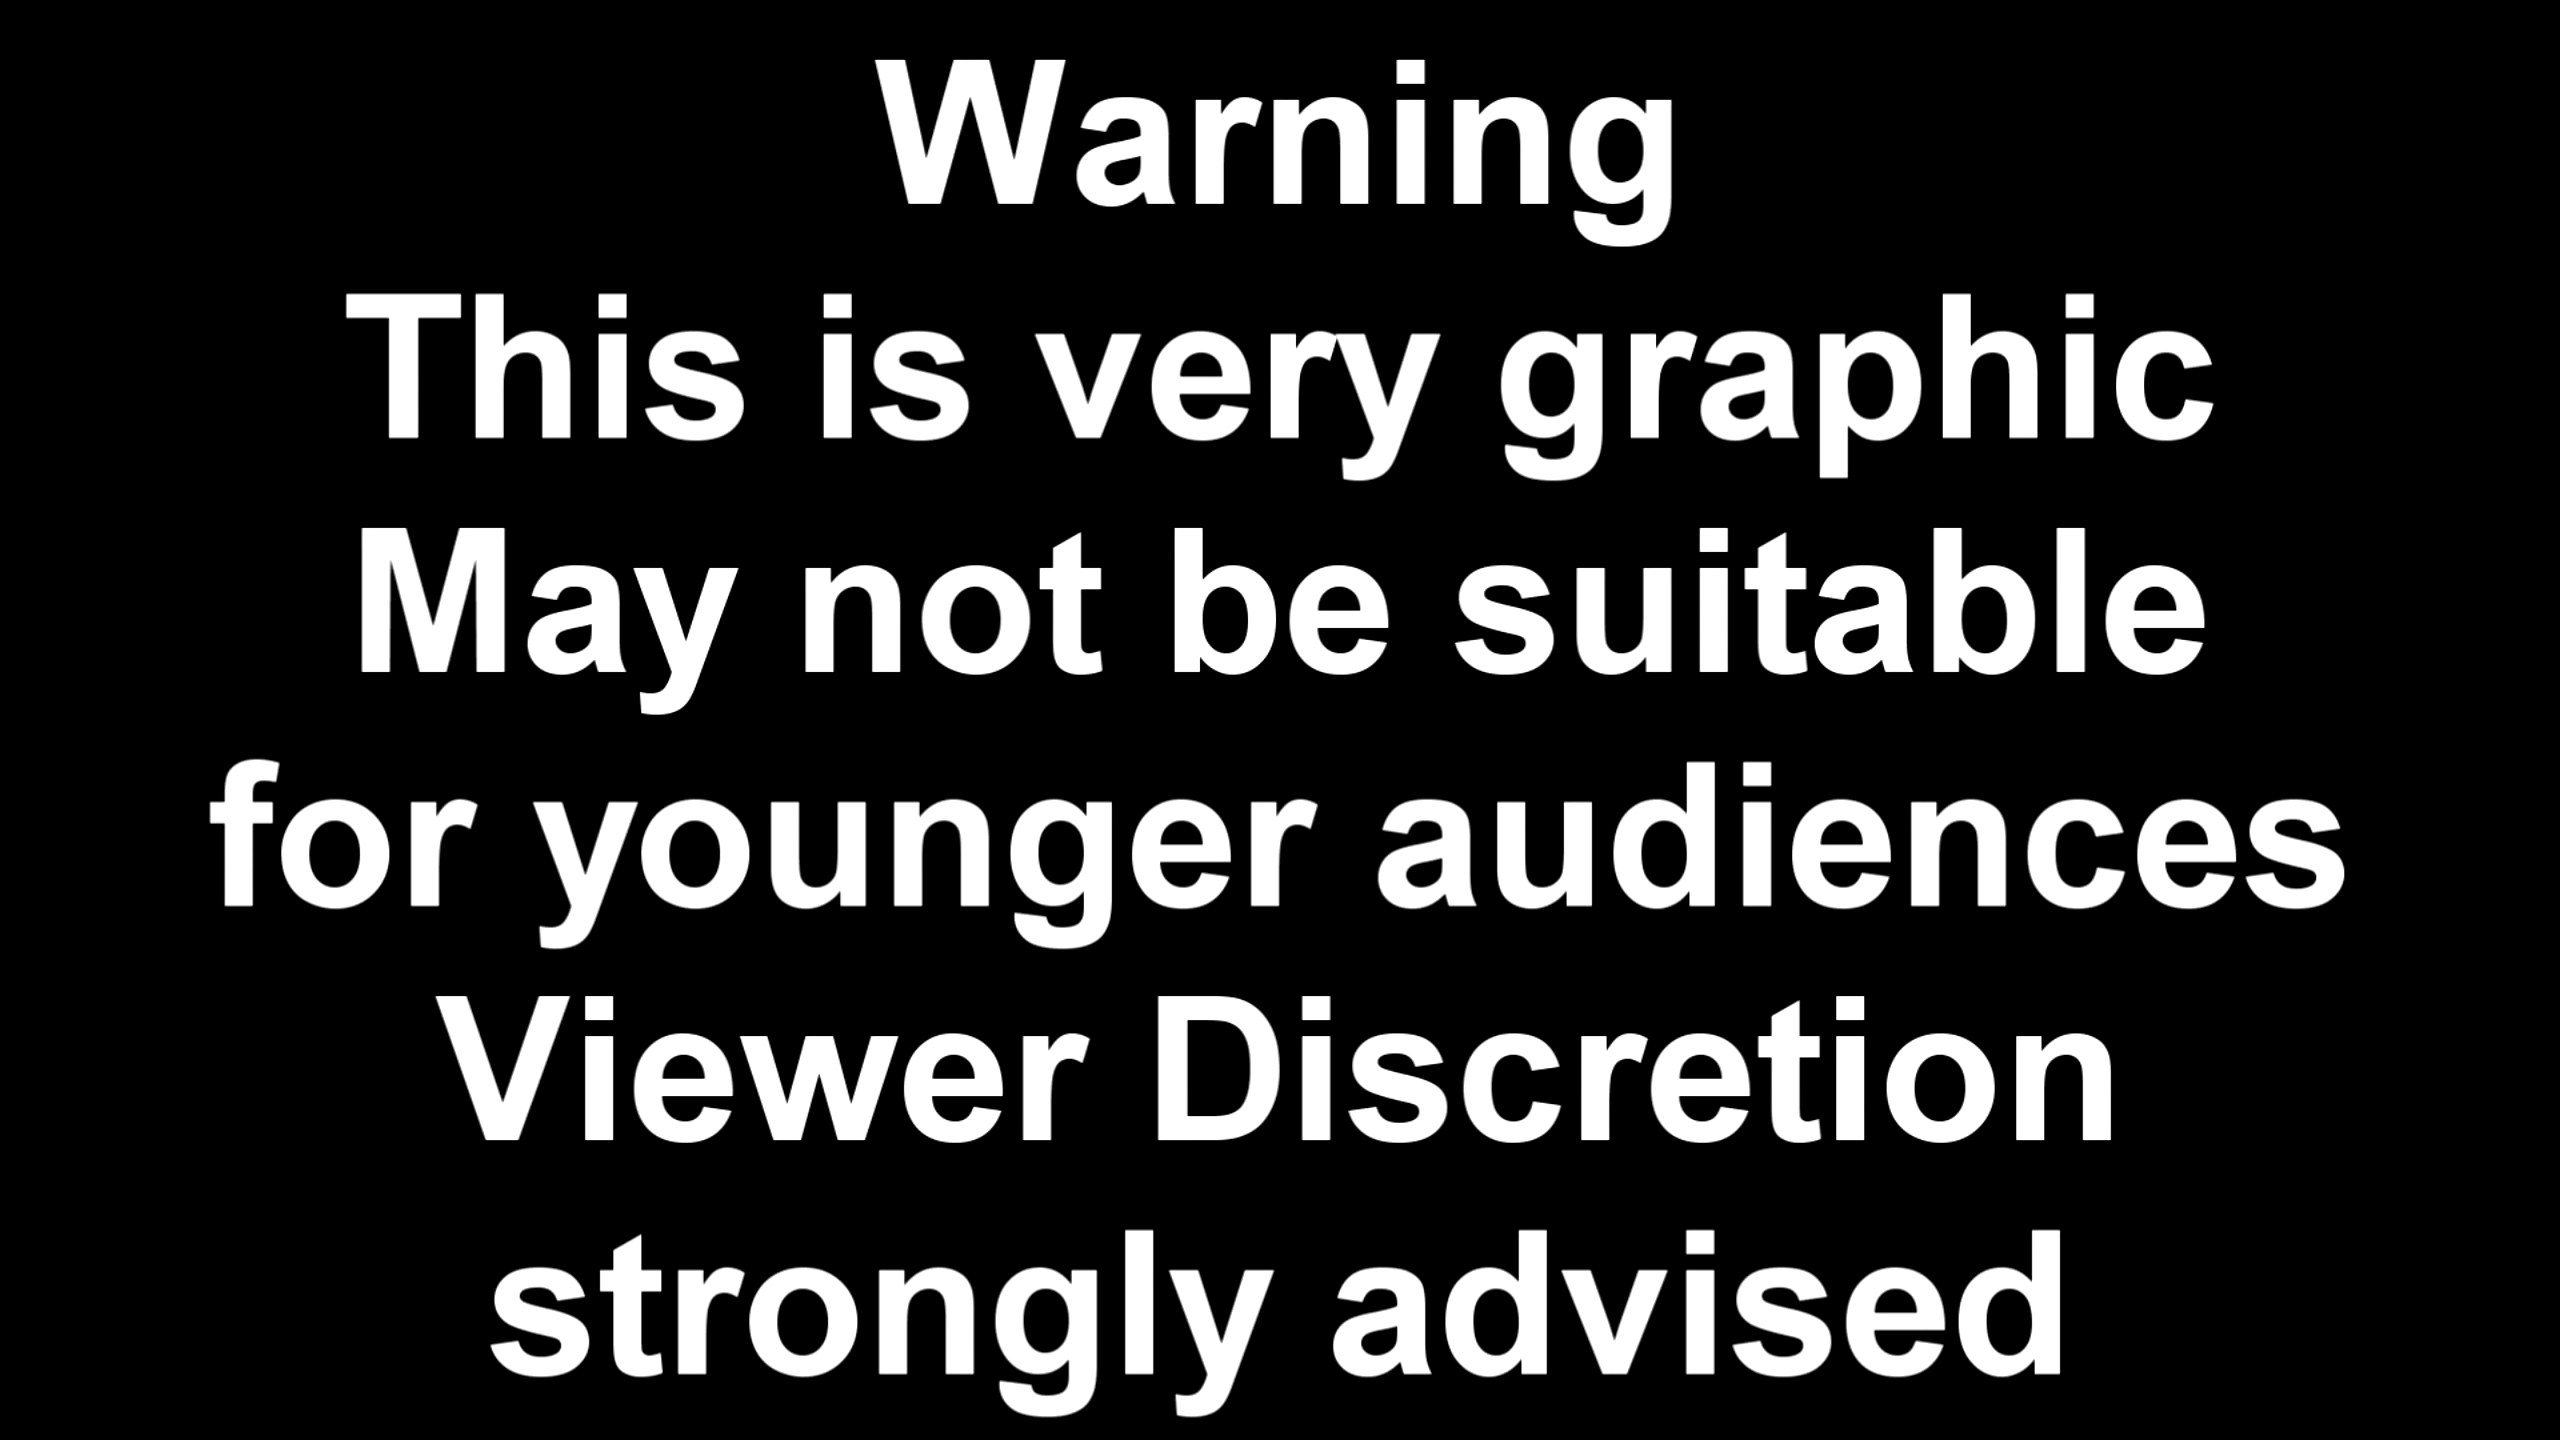 Warning
This is very graphic
May not be suitable
for younger audiences
Viewer Discretion
strongly advised